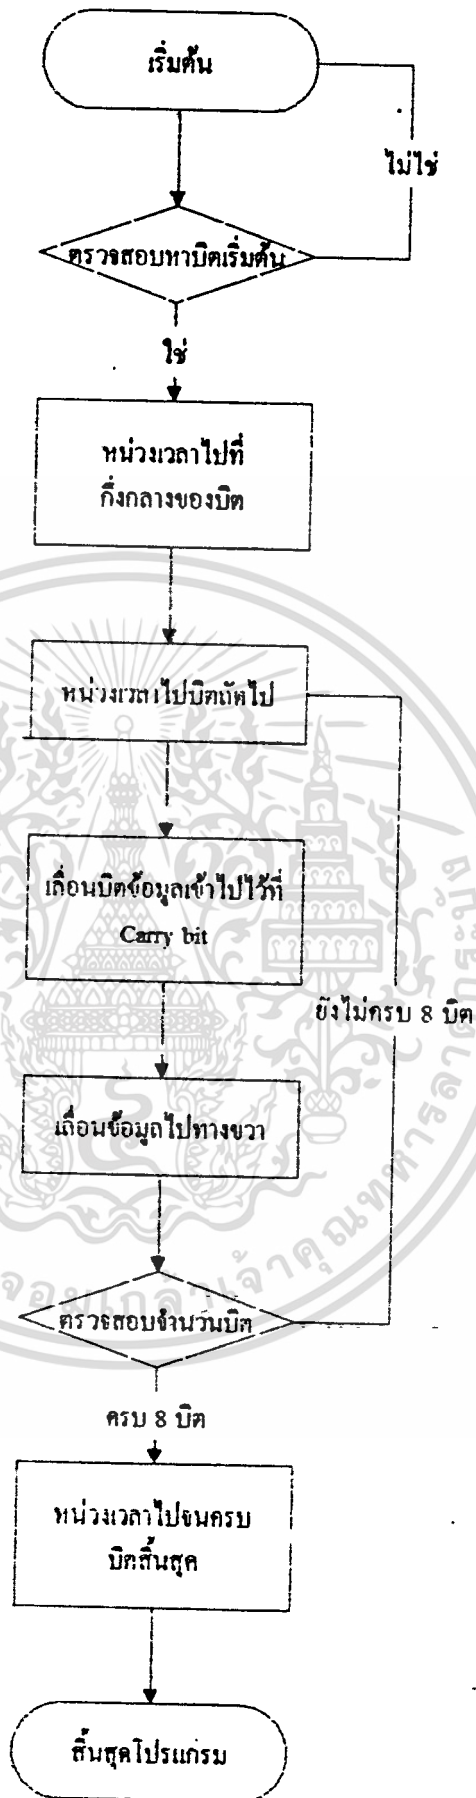 เริ่มต้น
ไม่ใช่
ตรวจสอบหาบิตเริ่มต้น
ใช่
หน่วงเวลาไปที่
กึ่งกลางของบิต
หน่วงเวลาไปบิตถัดไป
เลื่อนบิตข้อมูลเข้าไปไว้ที่
Carry bit
ยังไม่ครบ 8 บิต
เลื่อนข้อมูลไปทางขวา
ตรวจสอบจำนวนบิต
ครบ 8 บิต
หน่วงเวลาไปจนครบ
บิตสิ้นสุด
สิ้นสุดโปรแกรม